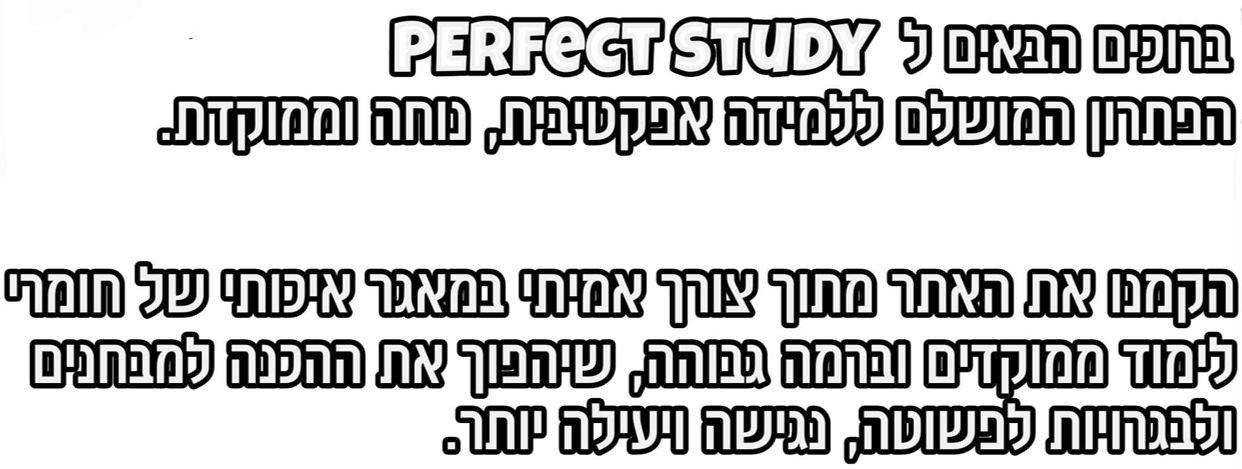 ברוכים הבאים ל PERFECT STUDY
הפתרון המושלם ללמידה אפקטיבית, נוחה וממוקדת.
הקמנו את האתר מתוך צורך אמיתי במאגר איכותי של חומרי
לימוד ממוקדים וברמה גבוהה, שיהפוך את ההכנה למבחנים
ולבגרויות לפשוטה, נגישה ויעילה יותר.